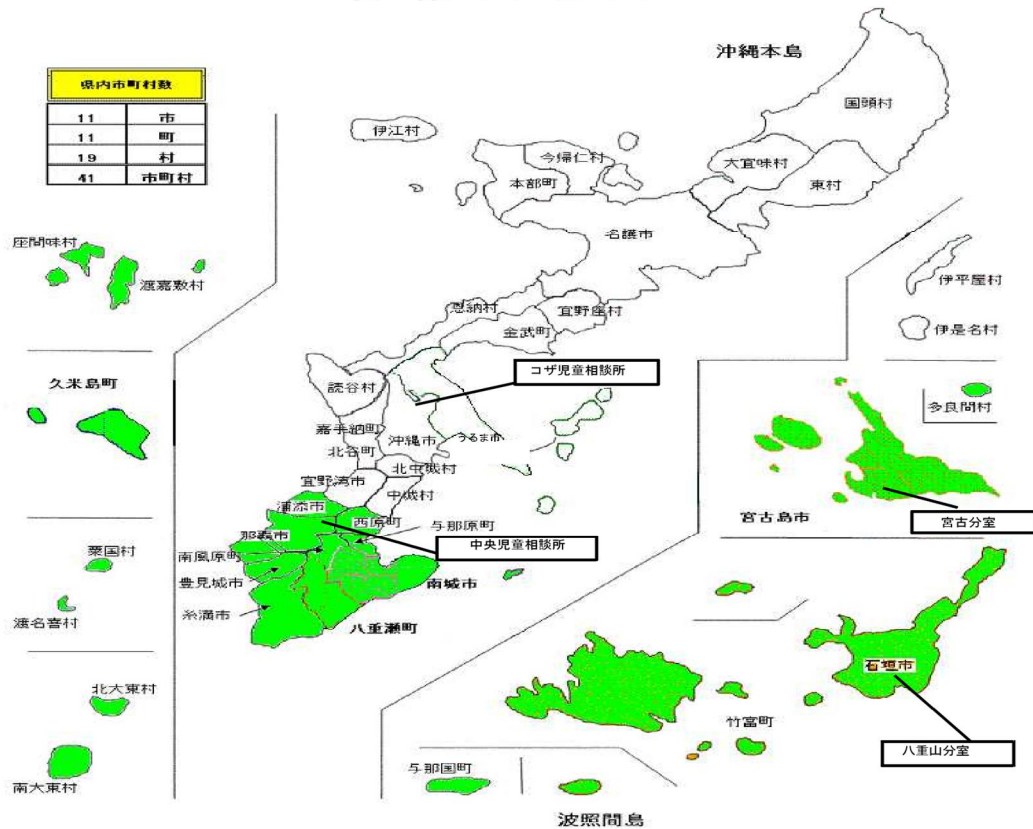 沖縄本島
県内市町村数
11 市
11 町
19 村
41 市町村
国頭村
伊江村
今帰仁村
大宜味村
本部町
東村
名護市
座間味村
渡嘉敷村
伊平屋村
恩納村
宜野座村
金武町
伊是名村
コザ児童相談所
久米島町
読谷村
多良間村
嘉手納町
沖縄市
うるま市
北谷町
北中城村
宜野湾市
中城村
浦添市
西原町
与那原町
宮古島市
宮古分室
那覇市
中央児童相談所
南風原町
粟国村
豊見城市
南城市
糸満市
渡名喜村
八重瀬町
石垣市
北大東村
竹富町
八重山分室
与那国町
南大東村
波照間島